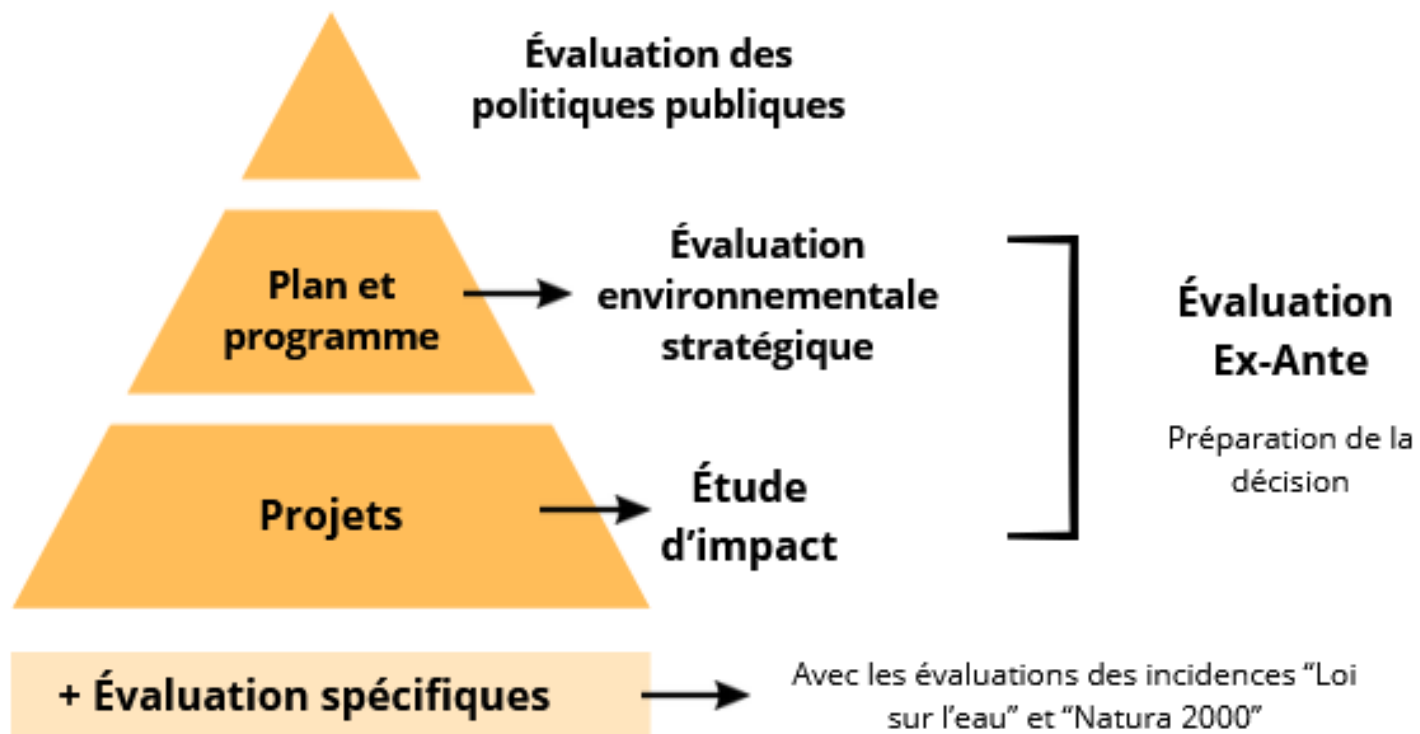 Évaluation des
politiques publiques
Plan et
programme
Évaluation
environnementale
stratégique
Évaluation
Ex-Ante
Préparation de la
décision
Projets
Étude
d'impact
+ Évaluation spécifiques
Avec les évaluations des incidences “Loi
sur l'eau” et “Natura 2000”